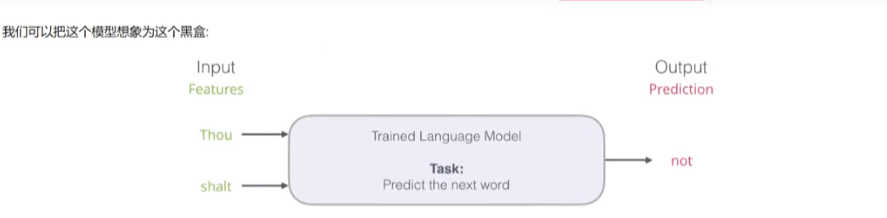 我们可以把这个模型想象为这个黑盒:
Input
Output
Features
Prediction
Thou
Trained Language Model
not
Task:
shalt
Predict the next word